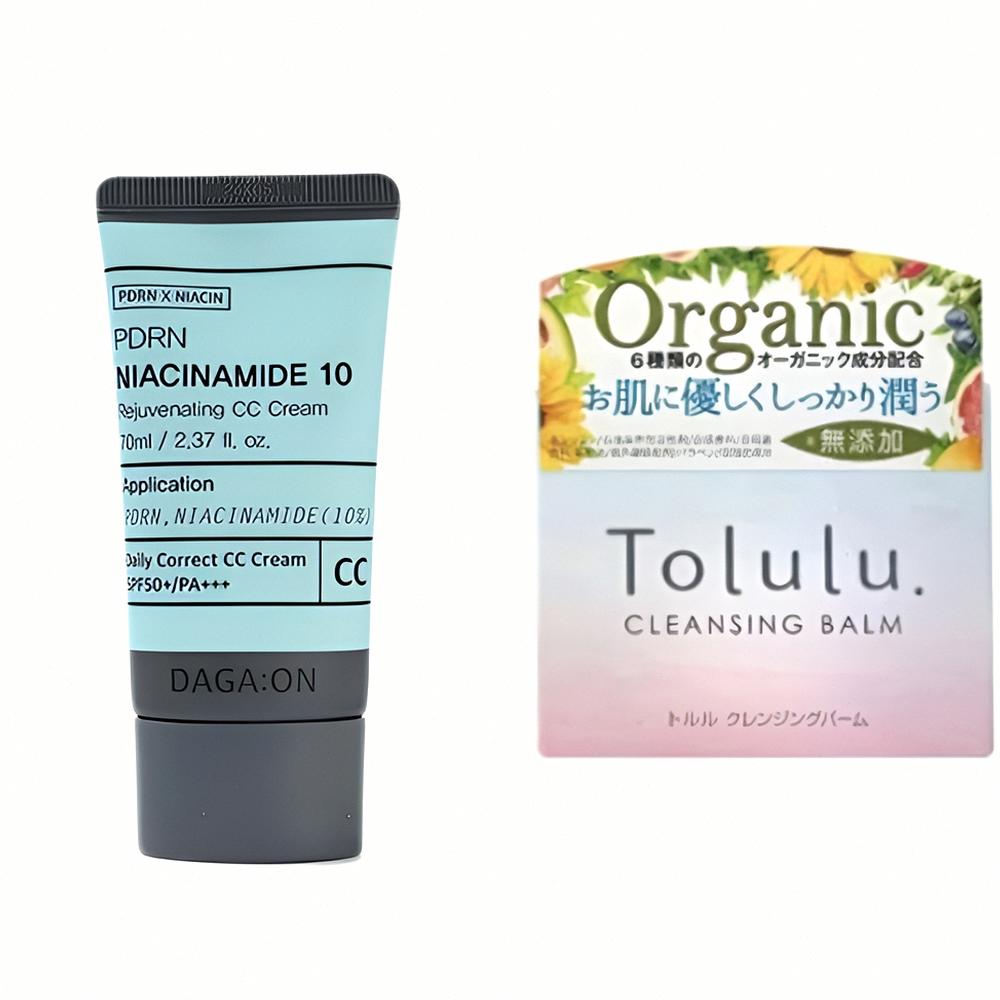 PDRN X NIACIN
PDRN
NIACINAMIDE 10
Rejuvenating CC Cream
70ml / 2.37 fl. oz.
Application
PDRN, NIACINAMIDE(10%)
Daily Correct CC Cream
SPF50+/PA+++
CC
DAGA:ON
Organic
6種類の オーガニック成分配合
お肌に優しくしっかり潤う
無添加
Tolulu.
CLEANSING BALM
トルル クレンジングバーム